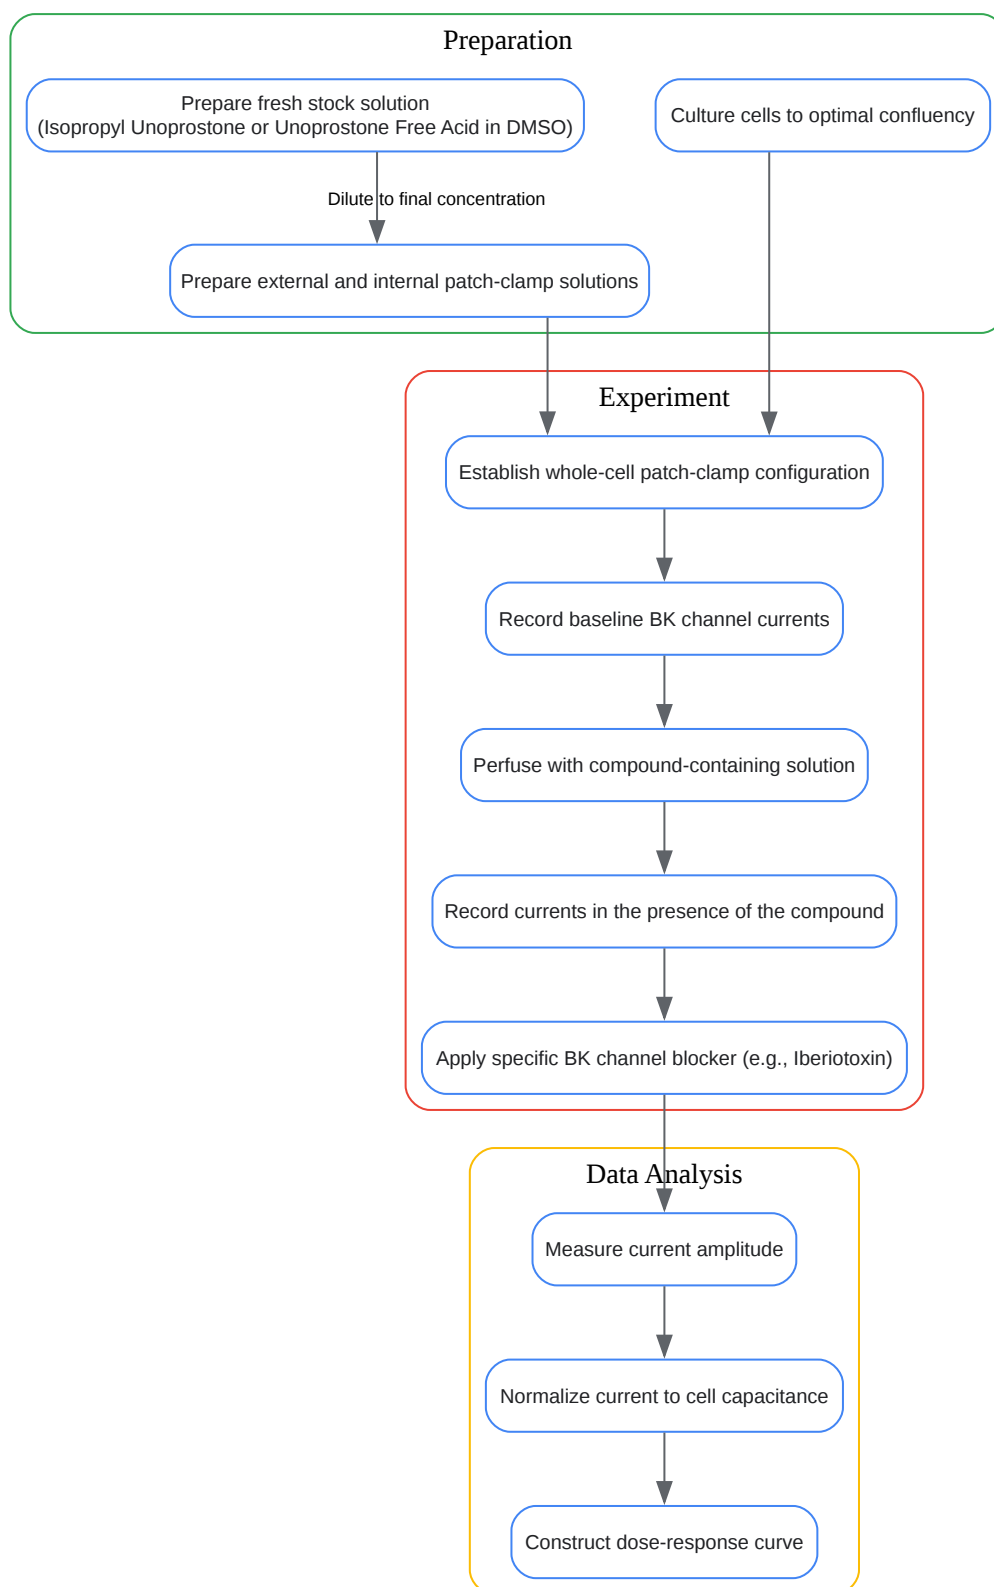 Preparation
Prepare fresh stock solution
(Isopropyl Unoprostone or Unoprostone Free Acid in DMSO)
Culture cells to optimal confluency
Dilute to final concentration
Prepare external and internal patch-clamp solutions
Experiment
Establish whole-cell patch-clamp configuration
Record baseline BK channel currents
Perfuse with compound-containing solution
Record currents in the presence of the compound
Apply specific BK channel blocker (e.g., Iberiotoxin)
Data Analysis
Measure current amplitude
Normalize current to cell capacitance
Construct dose-response curve